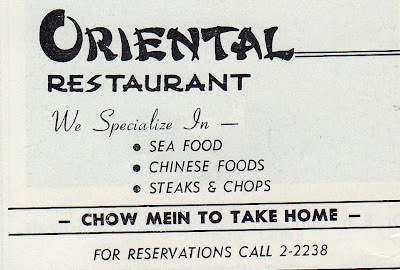 ORIENTAL
RESTAURANT
We Specialize In —
• SEA FOOD
• CHINESE FOODS
• STEAKS & CHOPS
— CHOW MEIN TO TAKE HOME —
FOR RESERVATIONS CALL 2-2238